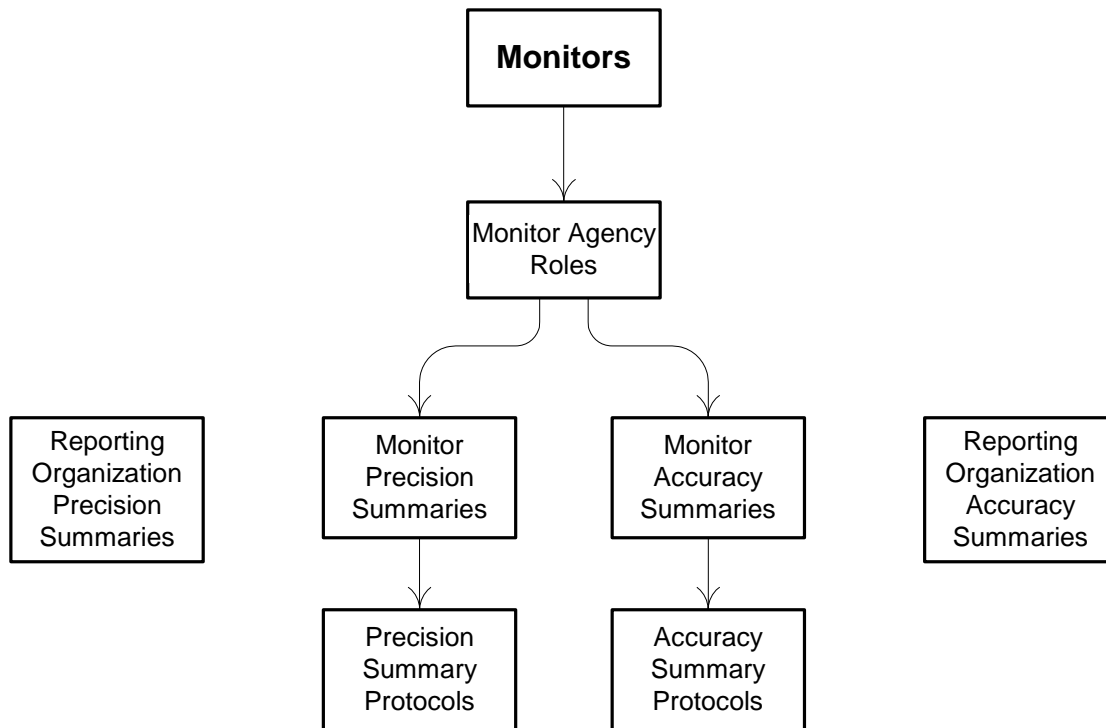 Monitors
Monitor Agency
Roles
Reporting
Organization
Precision
Summaries
Monitor
Precision
Summaries
Monitor
Accuracy
Summaries
Reporting
Organization
Accuracy
Summaries
Precision
Summary
Protocols
Accuracy
Summary
Protocols